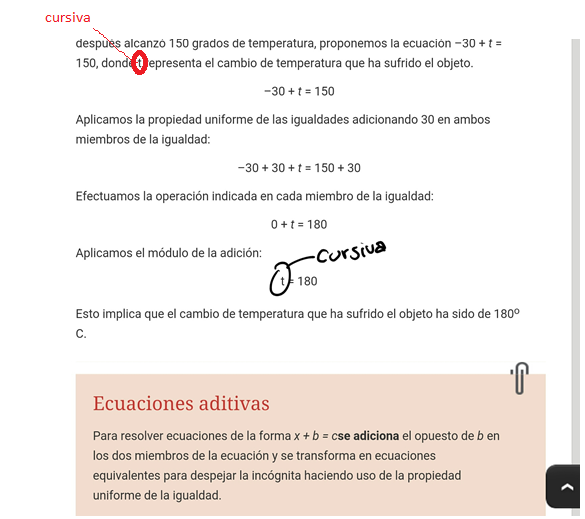 cursiva
después alcanzó 150 grados de temperatura, proponemos la ecuación −30 + t =
150, donde t representa el cambio de temperatura que ha sufrido el objeto.
−30 + t = 150
Aplicamos la propiedad uniforme de las igualdades adicionando 30 en ambos
miembros de la igualdad:
−30 + 30 + t = 150 + 30
Efectuamos la operación indicada en cada miembro de la igualdad:
0 + t = 180
Aplicamos el módulo de la adición:
cursiva
t = 180
Esto implica que el cambio de temperatura que ha sufrido el objeto ha sido de 180º
C.
Ecuaciones aditivas
Para resolver ecuaciones de la forma x + b = cse adiciona el opuesto de b en
los dos miembros de la ecuación y se transforma en ecuaciones
equivalentes para despejar la incógnita haciendo uso de la propiedad
uniforme de la igualdad.